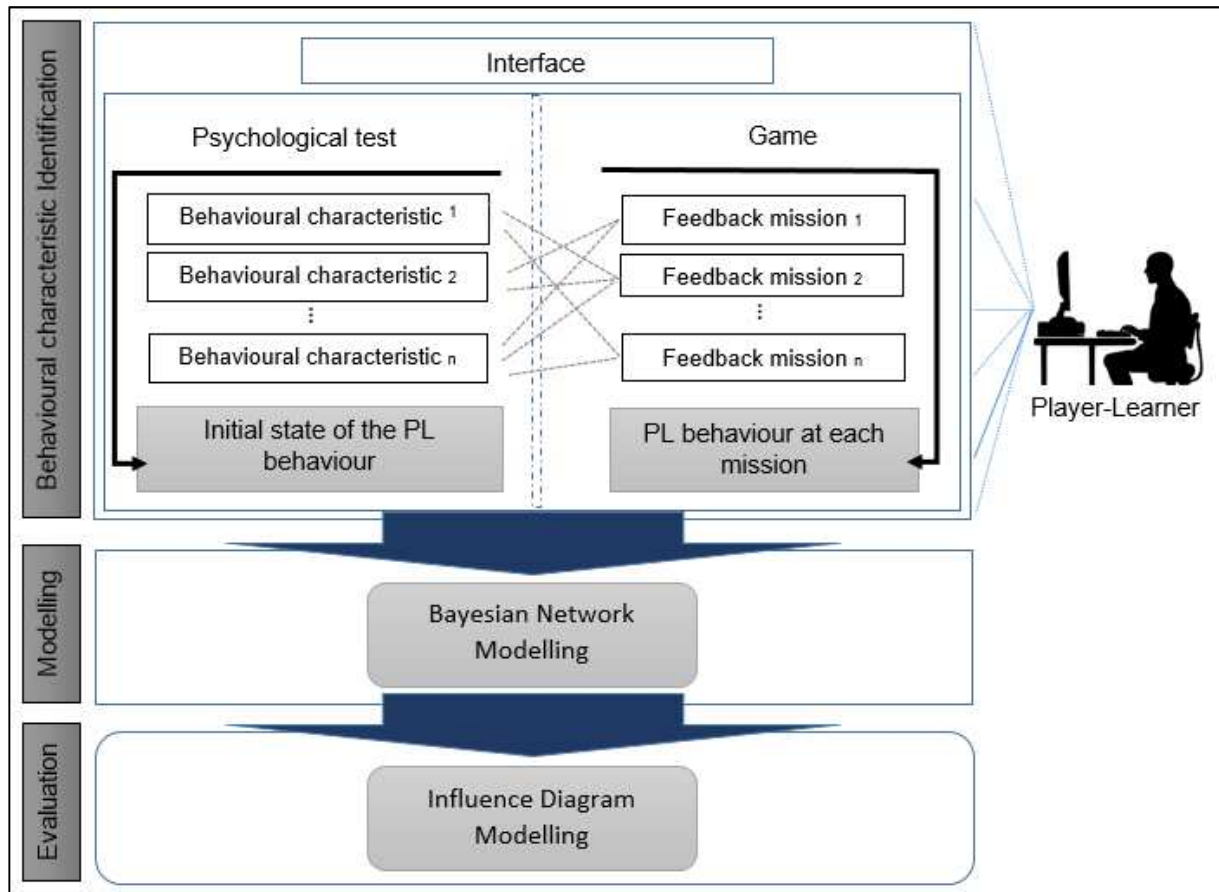 Behavioural characteristic Identification
Interface
Psychological test
Behavioural characteristic 1
Behavioural characteristic 2
⋮
Behavioural characteristic n
Initial state of the PL
behaviour
Game
Feedback mission 1
Feedback mission 2
⋮
Feedback mission n
PL behaviour at each
mission
Player-Learner
Modelling
Bayesian Network
Modelling
Evaluation
Influence Diagram
Modelling